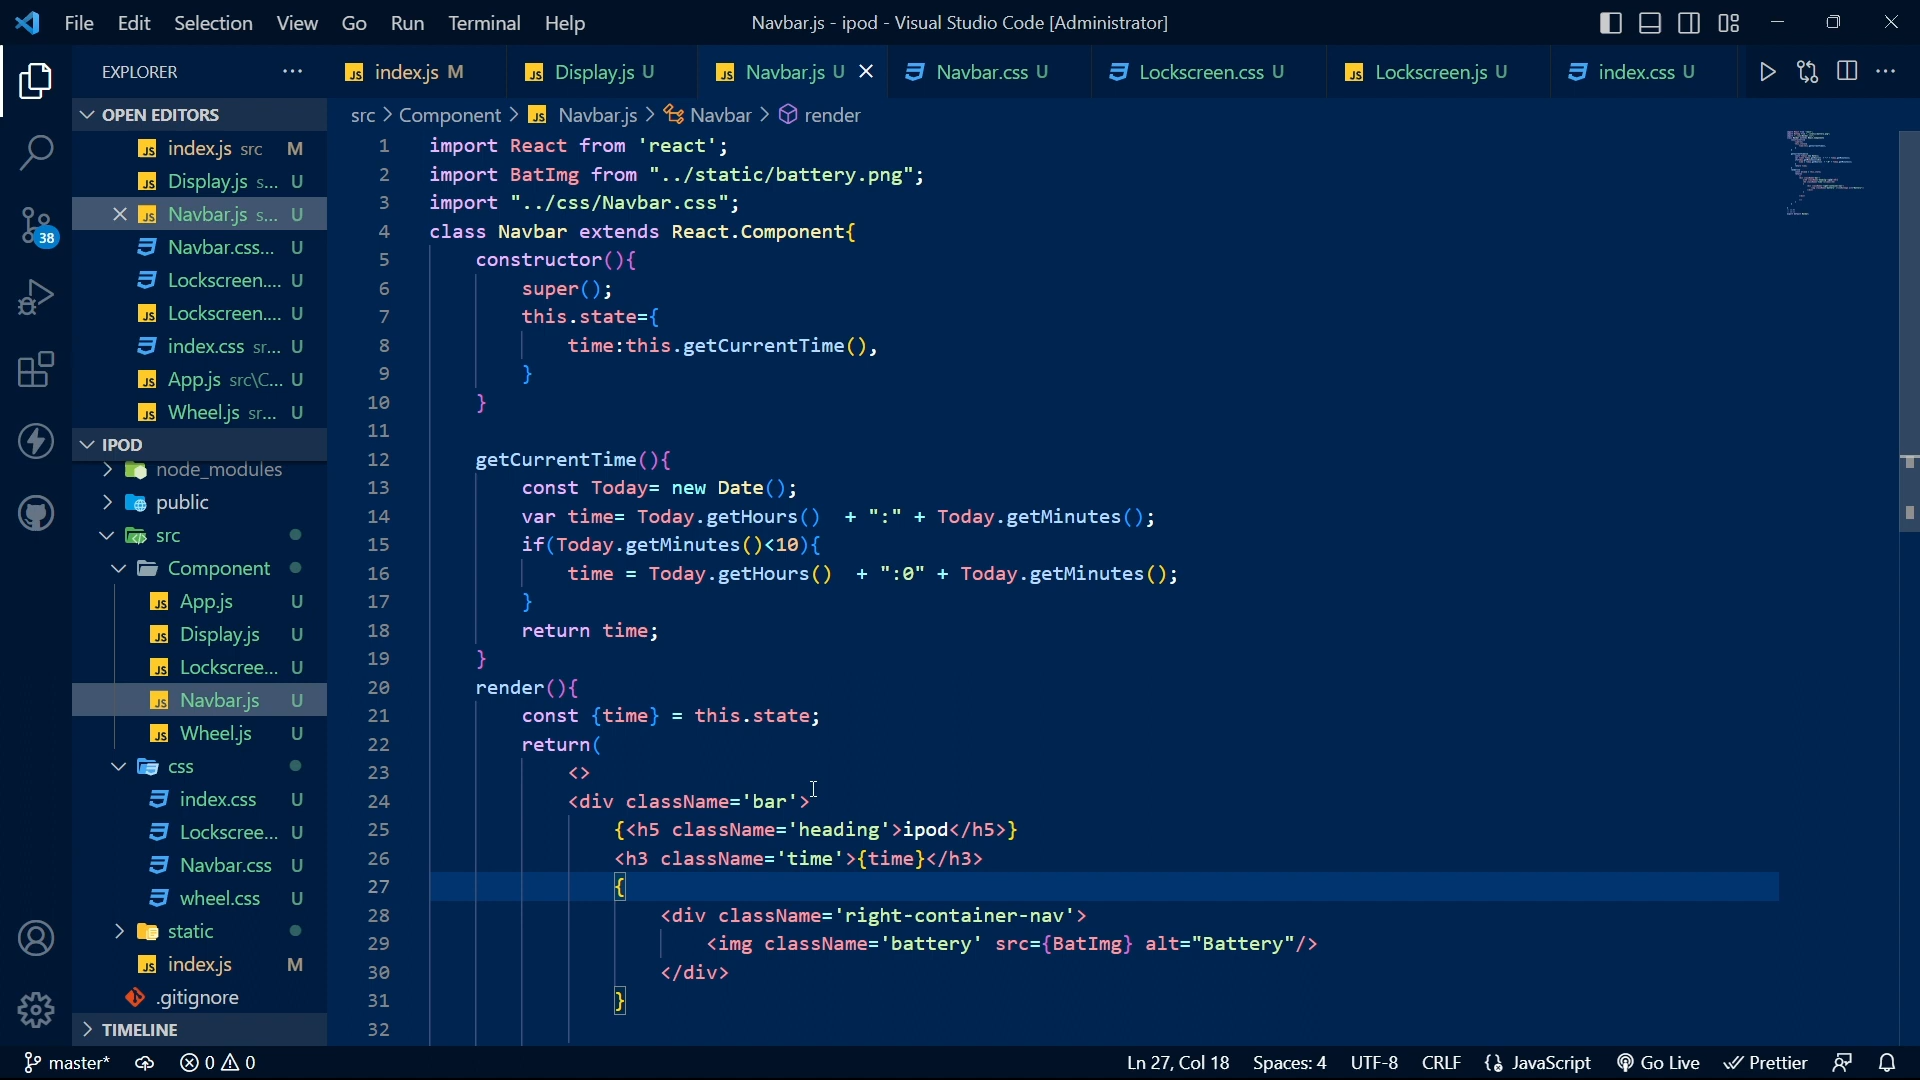 File Edit Selection View Go Run Terminal Help Navbar.js - ipod - Visual Studio Code [Administrator]
EXPLORER ··· index.js M Display.js U Navbar.js U Navbar.css U Lockscreen.css U Lockscreen.js U index.css U ···
OPEN EDITORS
index.js src M
Display.js s... U
Navbar.js s... U
Navbar.css... U
Lockscreen.... U
Lockscreen.... U
index.css sr... U
App.js src\C... U
Wheel.js sr... U
38
IPOD
node_modules
public
src
Component
App.js U
Display.js U
Lockscree... U
Navbar.js U
Wheel.js U
css
index.css U
Lockscree... U
Navbar.css U
wheel.css U
static
index.js M
.gitignore
TIMELINE
src > Component > Navbar.js > Navbar > render
1 import React from 'react';
2 import BatImg from "../static/battery.png";
3 import "../css/Navbar.css";
4 class Navbar extends React.Component{
5 constructor(){
6 super();
7 this.state={
8 time:this.getCurrentTime(),
9 }
10 }
11
12 getCurrentTime(){
13 const Today= new Date();
14 var time= Today.getHours() + ":" + Today.getMinutes();
15 if(Today.getMinutes()<10){
16 time = Today.getHours() + ":0" + Today.getMinutes();
17 }
18 return time;
19 }
20 render(){
21 const {time} = this.state;
22 return(
23 <>
24 <div className='bar'>
25 {<h5 className='heading'>ipod</h5>}
26 <h3 className='time'>{time}</h3>
27 {
28 <div className='right-container-nav'>
29 <img className='battery' src={BatImg} alt="Battery"/>
30 </div>
31 }
32
master* 0 0 Ln 27, Col 18 Spaces: 4 UTF-8 CRLF {} JavaScript Go Live Prettier